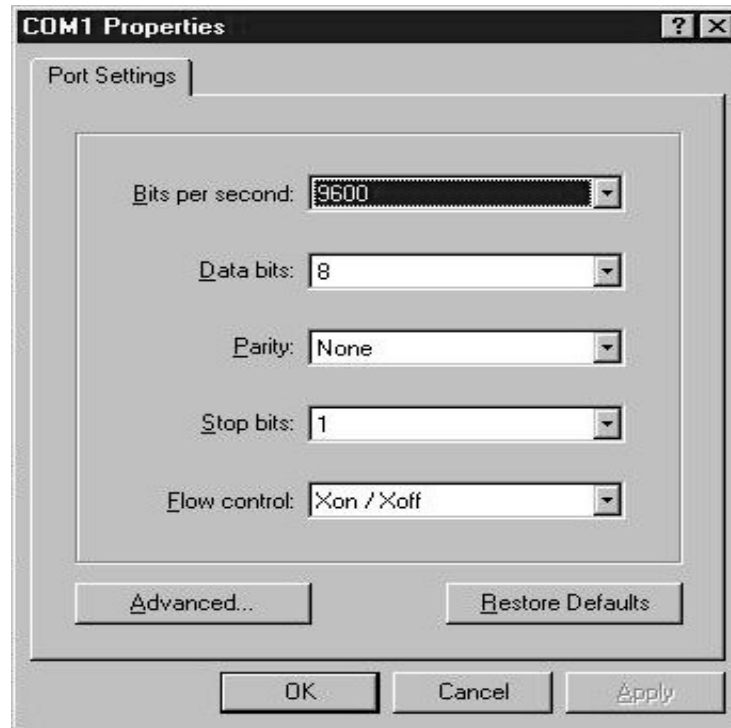 COM1 Properties
Port Settings
Bits per second: 9600
Data bits: 8
Parity: None
Stop bits: 1
Flow control: Xon / Xoff
Advanced... Restore Defaults
OK Cancel Apply